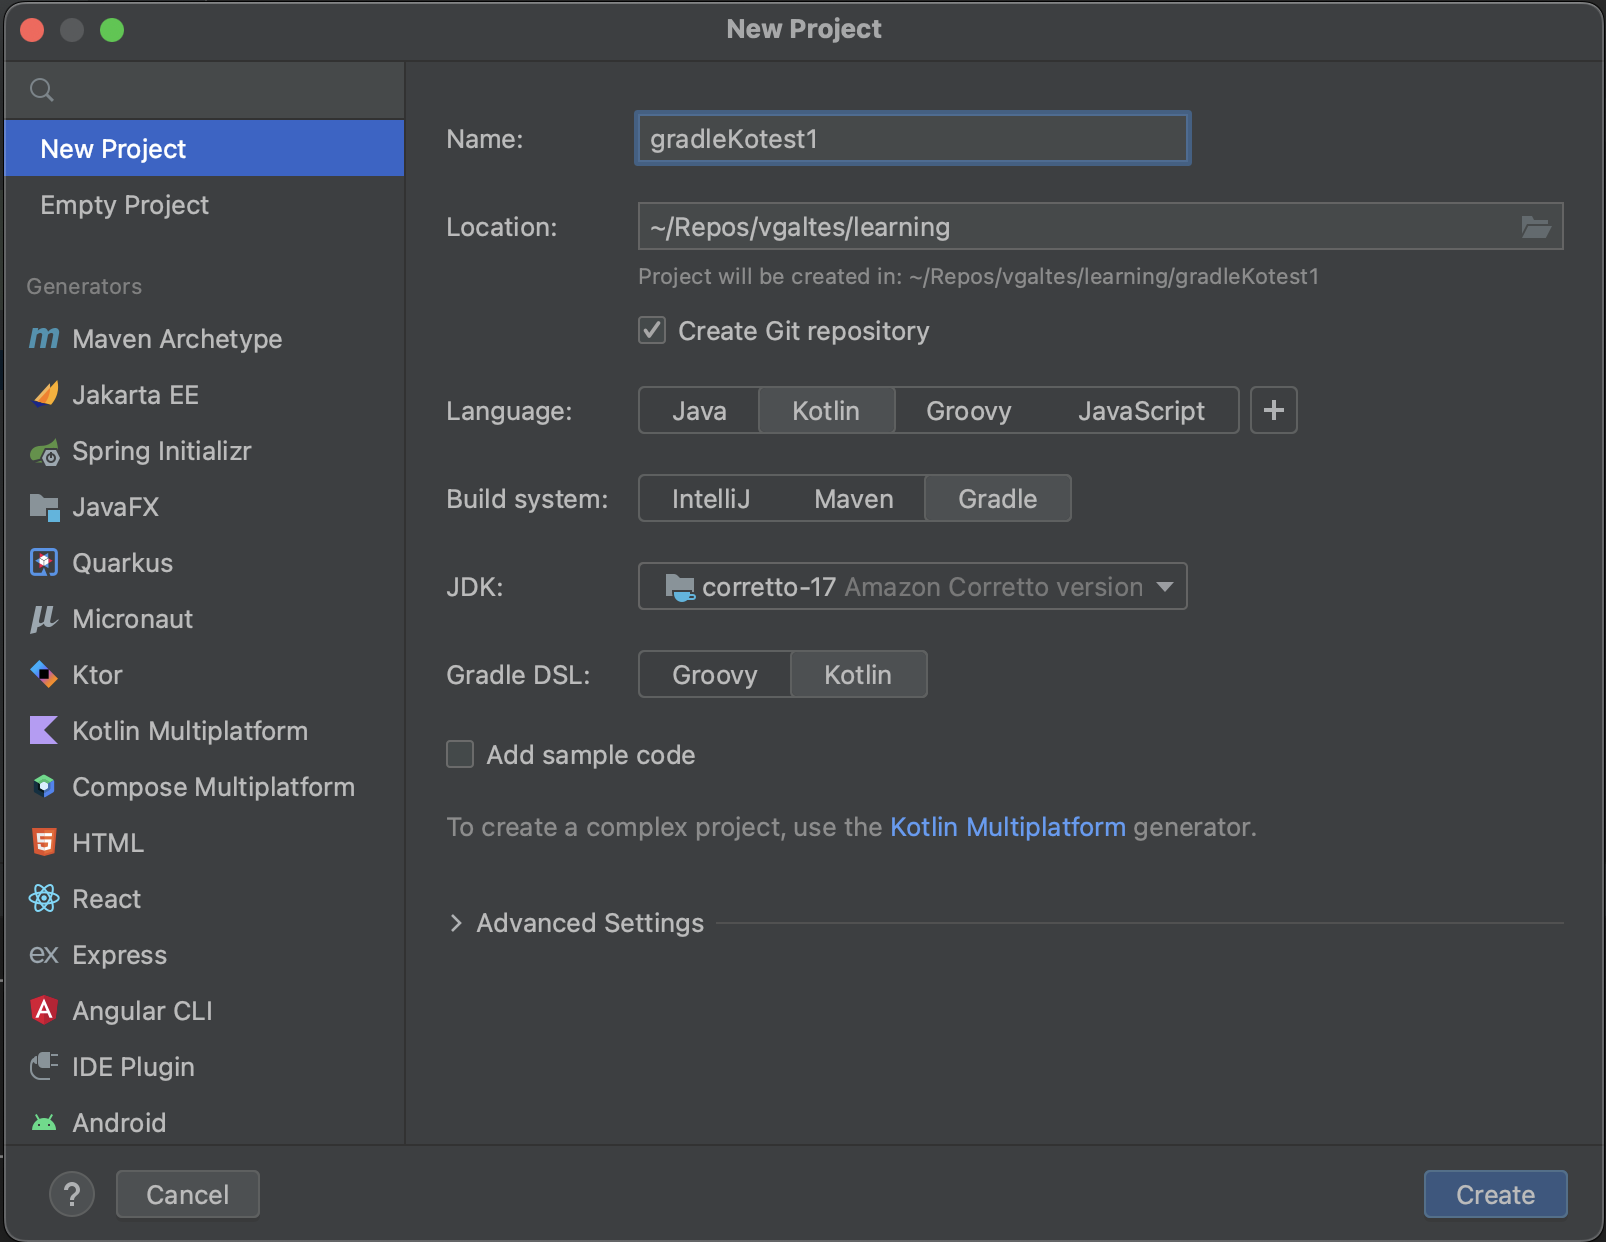 New Project
New Project
Empty Project
Generators
Maven Archetype
Jakarta EE
Spring Initializr
JavaFX
Quarkus
Micronaut
Ktor
Kotlin Multiplatform
Compose Multiplatform
HTML
React
ex Express
Angular CLI
IDE Plugin
Android
Name: gradleKotest1
Location: ~/Repos/vgaltes/learning
Project will be created in: ~/Repos/vgaltes/learning/gradleKotest1
Create Git repository
Language: Java Kotlin Groovy JavaScript +
Build system: IntelliJ Maven Gradle
JDK: corretto-17 Amazon Corretto version
Gradle DSL: Groovy Kotlin
Add sample code
To create a complex project, use the Kotlin Multiplatform generator.
Advanced Settings
? Cancel Create